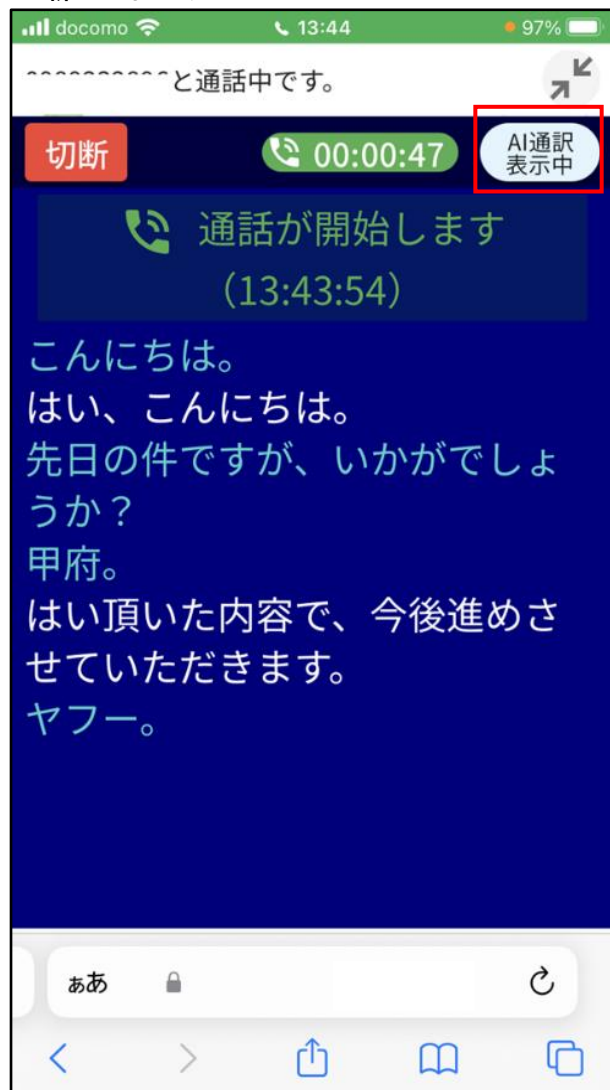 docomo 13:44 97%
と通話中です。
切断 00:00:47 AI通訳
表示中
通話が開始します
(13:43:54)
こんにちは。
はい、こんにちは。
先日の件ですが、いかがでしょ
うか？
甲府。
はい頂いた内容で、今後進めさ
せていただきます。
ヤフー。
ぁあ